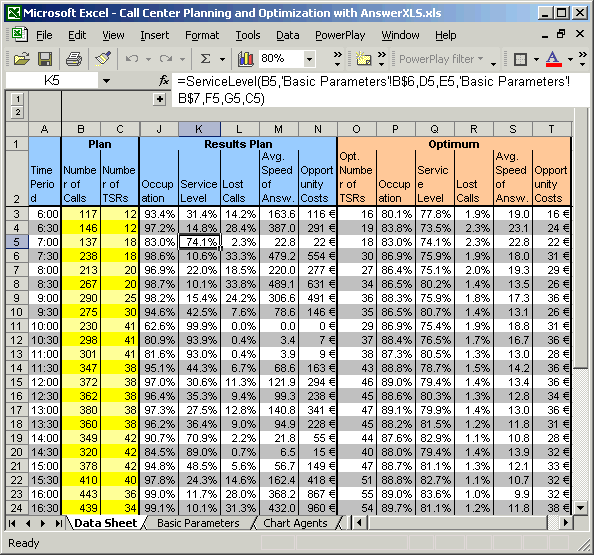 Microsoft Excel - Call Center Planning and Optimization with AnswerXLS.xls
File Edit View Insert Format Tools Data PowerPlay Window Help
80% PowerPlay filter
K5 fx =ServiceLevel(B5,'Basic Parameters'!B$6,D5,E5,'Basic Parameters'!
B$7,F5,G5,C5)
1
2
A B C J K L M N O P Q R S T
1 Plan Results Plan Optimum
2 Time Period Number of Calls Number of TSRs Occupation Service Level Lost Calls Avg. Speed of Answ. Opportunity Costs Opt. Number of TSRs Occupation Service Level Lost Calls Avg. Speed of Answ. Opportunity Costs
3 6:00 117 12 93.4% 31.4% 14.2% 163.6 116 € 16 80.1% 77.8% 1.9% 19.0 16 €
4 6:30 146 12 97.2% 14.8% 24.3% 387.0 291 € 19 83.8% 73.5% 2.3% 23.1 24 €
5 7:00 137 18 83.0% 74.1% 2.3% 22.8 22 € 18 83.0% 74.1% 2.3% 22.8 22 €
6 7:30 238 18 98.6% 10.6% 33.3% 479.2 554 € 30 86.9% 75.9% 1.9% 18.0 31 €
7 8:00 213 20 96.9% 22.0% 18.5% 220.0 277 € 27 86.4% 75.1% 2.0% 19.3 29 €
8 8:30 267 20 98.7% 10.1% 33.8% 489.1 631 € 34 86.5% 80.2% 1.4% 13.5 26 €
9 9:00 290 25 98.2% 15.4% 24.2% 306.6 491 € 36 88.3% 75.9% 1.8% 17.3 36 €
10 9:30 275 30 94.6% 42.5% 7.6% 78.6 146 € 35 86.5% 80.7% 1.4% 13.1 26 €
11 10:00 230 41 62.6% 99.9% 0.0% 0.0 0 € 29 86.9% 75.4% 1.9% 18.8 31 €
12 10:30 298 41 80.9% 93.9% 0.4% 3.4 7 € 37 88.4% 76.5% 1.7% 16.7 36 €
13 11:00 301 41 81.6% 93.0% 0.4% 3.9 9 € 38 87.3% 80.5% 1.3% 13.0 28 €
14 11:30 347 38 95.1% 44.3% 6.7% 68.6 163 € 43 88.8% 78.7% 1.5% 14.2 36 €
15 12:00 372 38 97.0% 30.6% 11.3% 121.9 294 € 46 89.0% 79.4% 1.4% 13.4 36 €
16 12:30 362 38 96.4% 35.3% 9.4% 99.3 238 € 45 88.6% 80.3% 1.3% 12.8 34 €
17 13:00 380 38 97.3% 27.5% 12.8% 140.8 341 € 47 89.1% 79.9% 1.4% 13.0 36 €
18 13:30 360 38 96.2% 36.4% 9.0% 94.9 228 € 45 88.2% 81.5% 1.2% 11.8 31 €
19 14:00 349 42 90.7% 70.9% 2.2% 21.8 55 € 44 87.6% 82.9% 1.1% 10.8 28 €
20 14:30 320 42 84.5% 89.0% 0.7% 6.5 15 € 40 88.0% 79.4% 1.4% 13.9 32 €
21 15:00 378 42 94.8% 48.5% 5.6% 56.7 149 € 47 88.7% 81.1% 1.3% 12.1 33 €
22 15:30 410 40 97.8% 24.3% 14.6% 162.4 418 € 51 88.8% 82.7% 1.1% 10.7 32 €
23 16:00 443 36 99.0% 11.7% 28.0% 368.2 867 € 55 89.0% 83.6% 1.0% 9.9 32 €
24 16:30 439 34 99.1% 10.1% 31.3% 432.0 960 € 54 89.7% 81.1% 1.2% 11.8 38 €
Data Sheet Basic Parameters Chart Agents
Ready